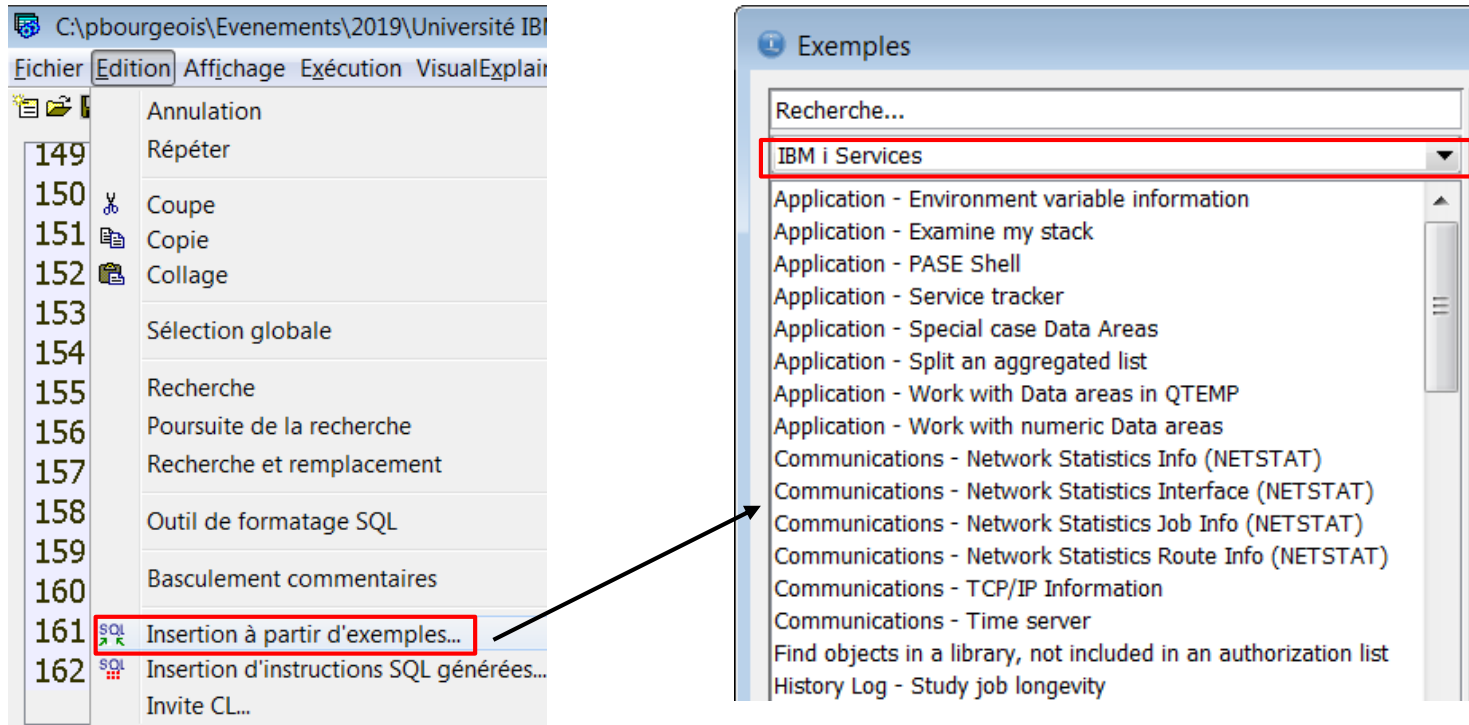 C:\pbourgeois\Evenements\2019\Université IBM
Fichier Edition Affichage Exécution VisualExplain
Annulation
149 Répéter
150 Coupe
151 Copie
152 Collage
153
Sélection globale
154
155 Recherche
156 Poursuite de la recherche
157 Recherche et remplacement
158 Outil de formatage SQL
159
160 Basculement commentaires
161 SQL Insertion à partir d'exemples...
162 SQL Insertion d'instructions SQL générées...
Invite CL...
Exemples
Recherche...
IBM i Services
Application - Environment variable information
Application - Examine my stack
Application - PASE Shell
Application - Service tracker
Application - Special case Data Areas
Application - Split an aggregated list
Application - Work with Data areas in QTEMP
Application - Work with numeric Data areas
Communications - Network Statistics Info (NETSTAT)
Communications - Network Statistics Interface (NETSTAT)
Communications - Network Statistics Job Info (NETSTAT)
Communications - Network Statistics Route Info (NETSTAT)
Communications - TCP/IP Information
Communications - Time server
Find objects in a library, not included in an authorization list
History Log - Study job longevity